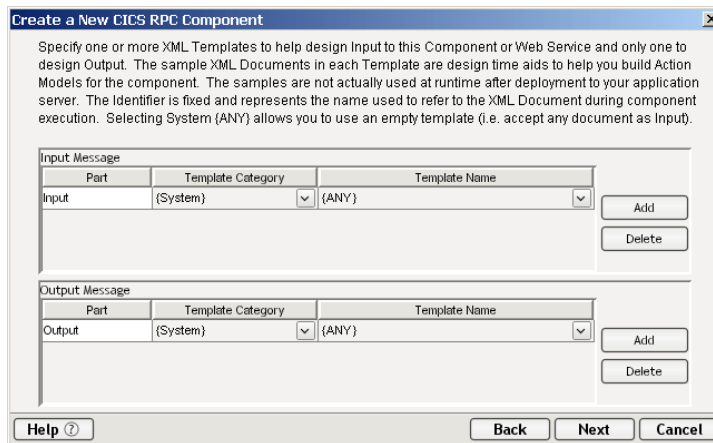 Create a New CICS RPC Component
Specify one or more XML Templates to help design Input to this Component or Web Service and only one to
design Output. The sample XML Documents in each Template are design time aids to help you build Action
Models for the component. The samples are not actually used at runtime after deployment to your application
server. The Identifier is fixed and represents the name used to refer to the XML Document during component
execution. Selecting System {ANY} allows you to use an empty template (i.e. accept any document as Input).
Input Message
Part Template Category Template Name
Input {System} {ANY}
Add
Delete
Output Message
Part Template Category Template Name
Output {System} {ANY}
Add
Delete
Help ? Back Next Cancel